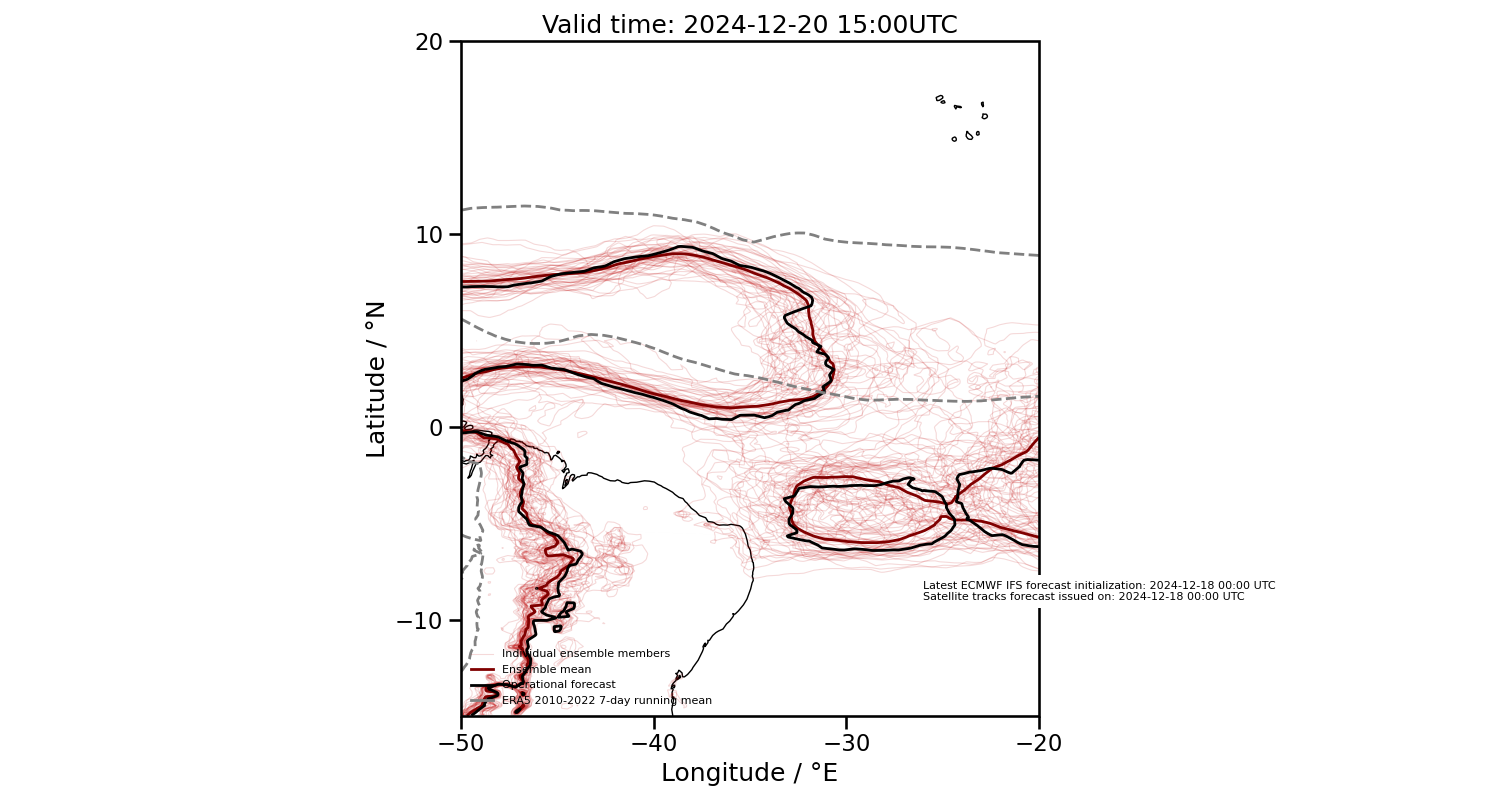 Valid time: 2024-12-20 15:00UTC
20
10
0
−10
Latitude / °N
Latest ECMWF IFS forecast initialization: 2024-12-18 00:00 UTC
Satellite tracks forecast issued on: 2024-12-18 00:00 UTC
Individual ensemble members
Ensemble mean
Operational forecast
ERA5 2010-2022 7-day running mean
−50
−40
−30
−20
Longitude / °E